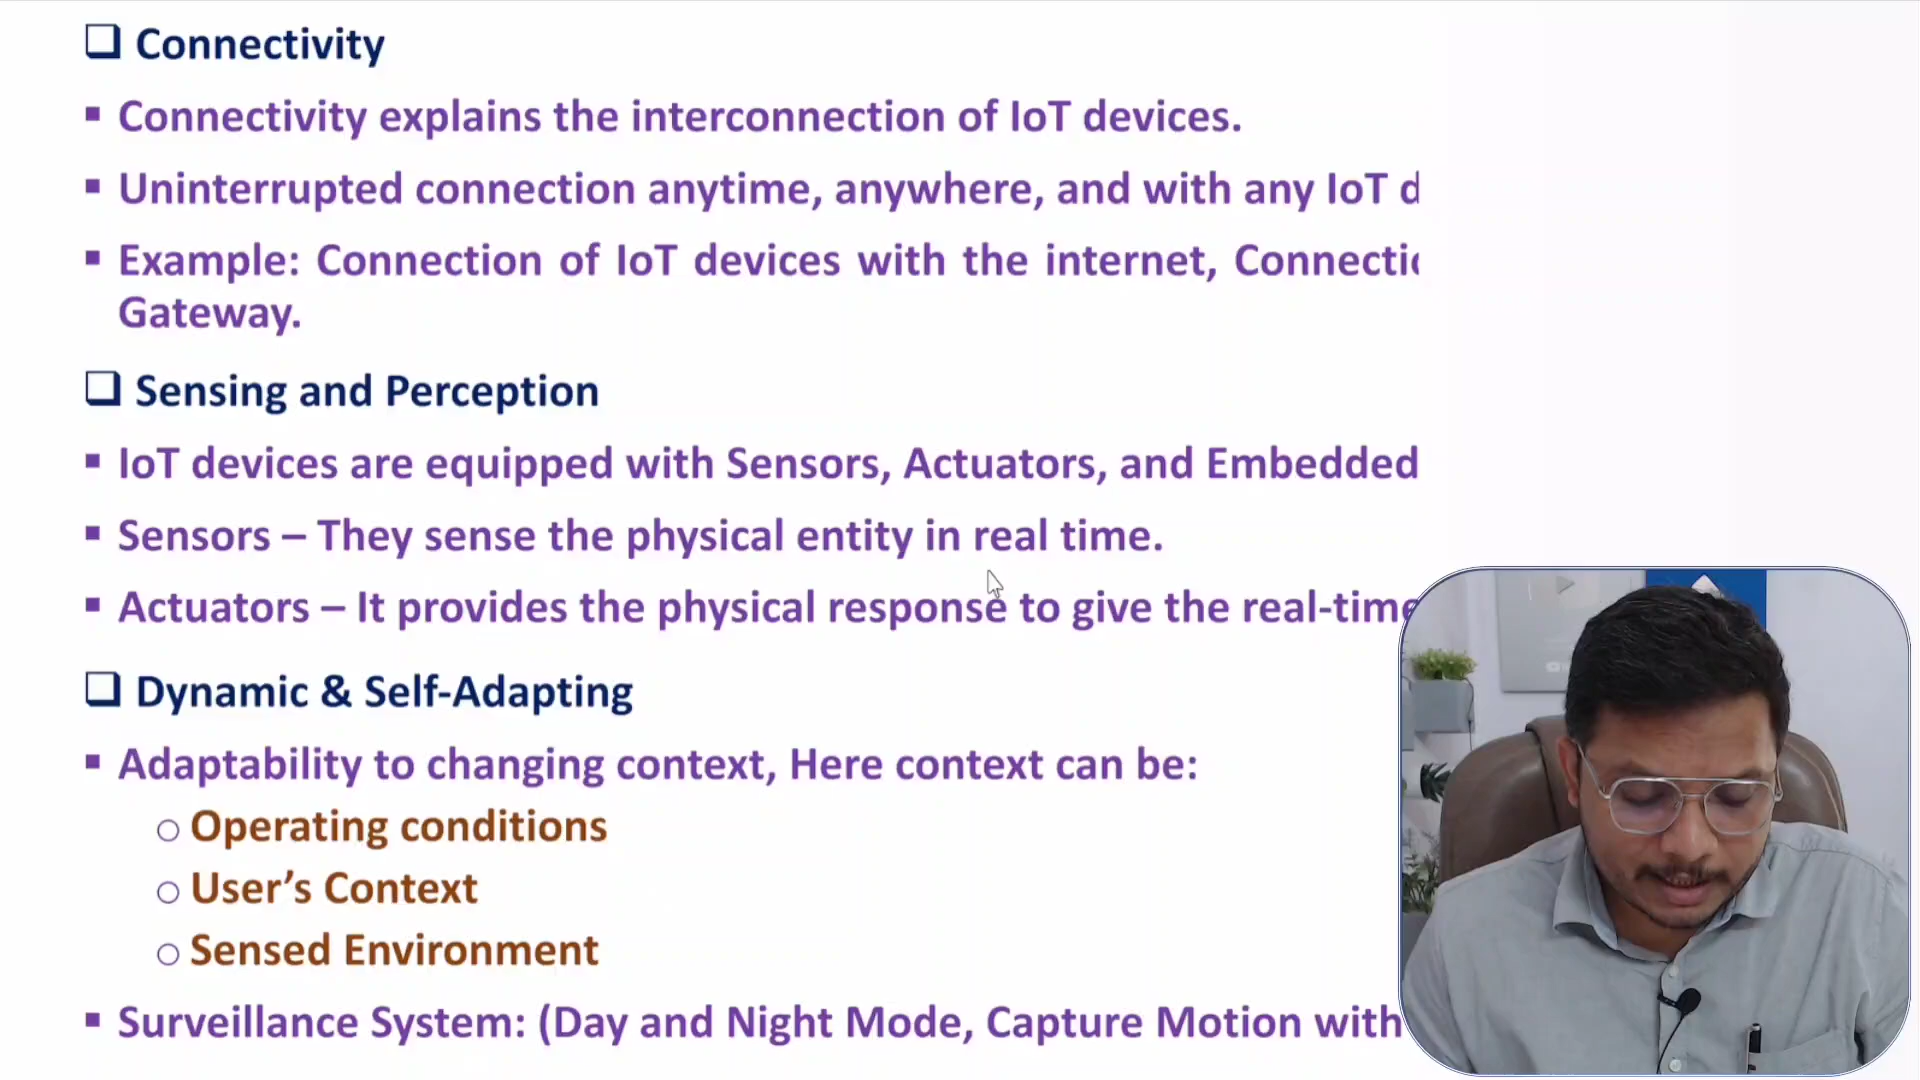 Connectivity
Connectivity explains the interconnection of IoT devices.
Uninterrupted connection anytime, anywhere, and with any IoT d
Example: Connection of IoT devices with the internet, Connectic
Gateway.
Sensing and Perception
IoT devices are equipped with Sensors, Actuators, and Embedded
Sensors – They sense the physical entity in real time.
Actuators – It provides the physical response to give the real-time
Dynamic & Self-Adapting
Adaptability to changing context, Here context can be:
Operating conditions
User’s Context
Sensed Environment
Surveillance System: (Day and Night Mode, Capture Motion with